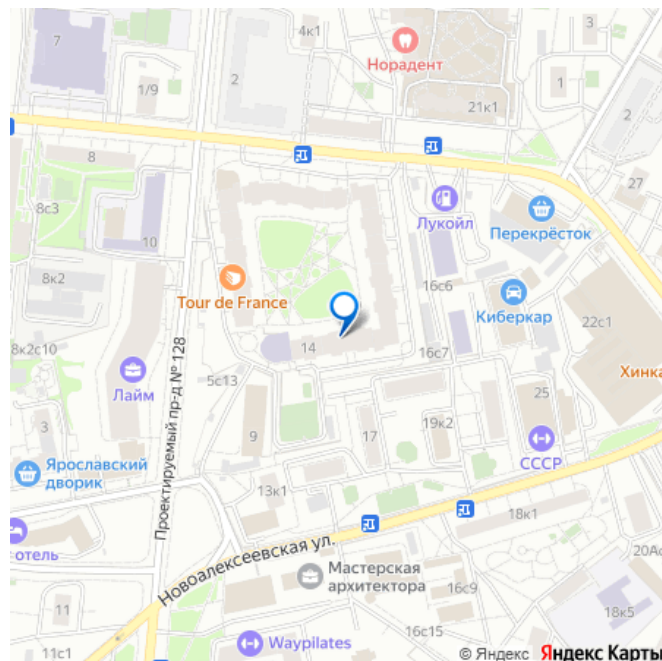 7
4к1
3
Норадент
1/9
2
1
21к1
2
8
8с3
10
27
Лукойл
Перекрёсток
8к2
Tour de France
16с6
Киберкар
22с1
14
16с7
8к2с10
5с13
Хинка
Лайм
25
3
9
17
19к2
СССР
Ярославский
дворик
Проектируемый пр-д № 128
13к1
отель
18к1
Новоалексеевская ул.
20Ас
Мастерская
архитектора
16с9
11
18к5
16с15
11с1
Waypilates
© Яндекс Яндекс Карты